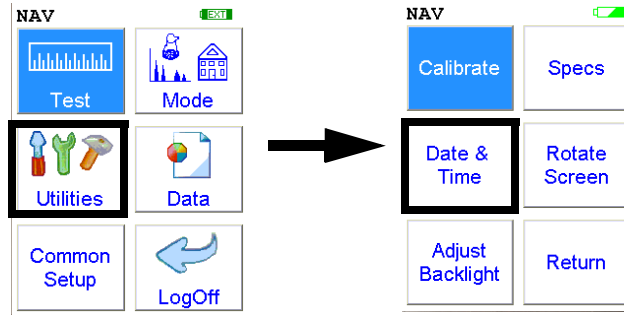 NAV
EXT
Test
Mode
Utilities
Data
Common
Setup
LogOff
NAV
Calibrate
Specs
Date &
Time
Rotate
Screen
Adjust
Backlight
Return